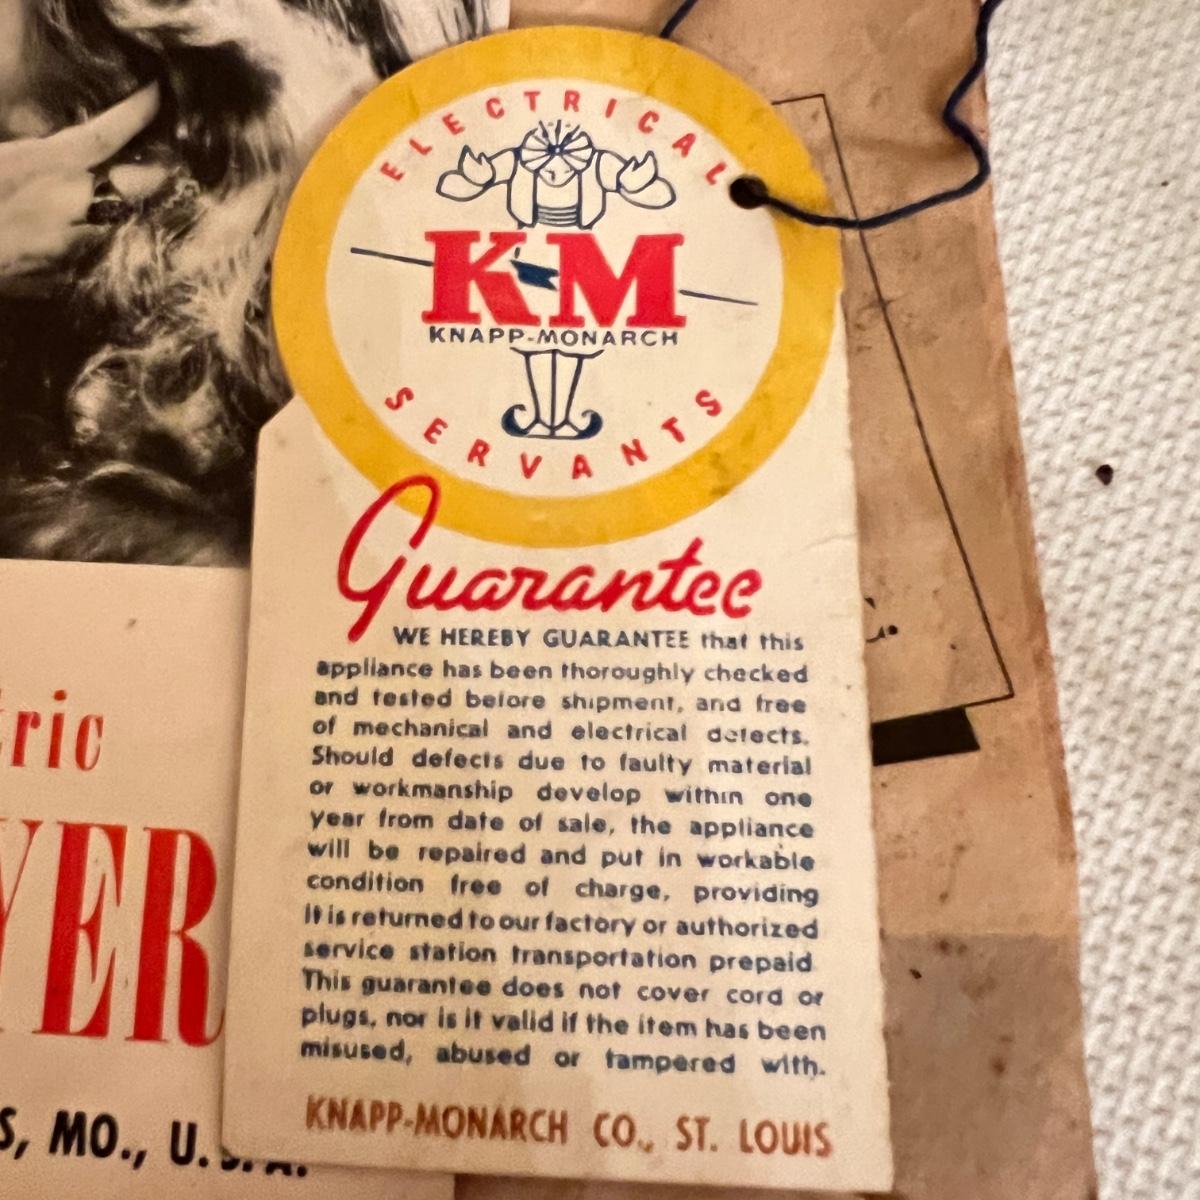 ELECTRICAL
KM
KNAPP-MONARCH
SERVANTS
Guarantee
WE HEREBY GUARANTEE that this
appliance has been thoroughly checked
and tested before shipment, and free
of mechanical and electrical defects.
Should defects due to faulty material
or workmanship develop within one
year from date of sale, the appliance
will be repaired and put in workable
condition free of charge, providing
it is returned to our factory or authorized
service station transportation prepaid
This guarantee does not cover cord or
plugs, nor is it valid if the item has been
misused, abused or tampered with.
KNAPP-MONARCH CO., ST. LOUIS
tric
YER
S, MO., U.S.A.